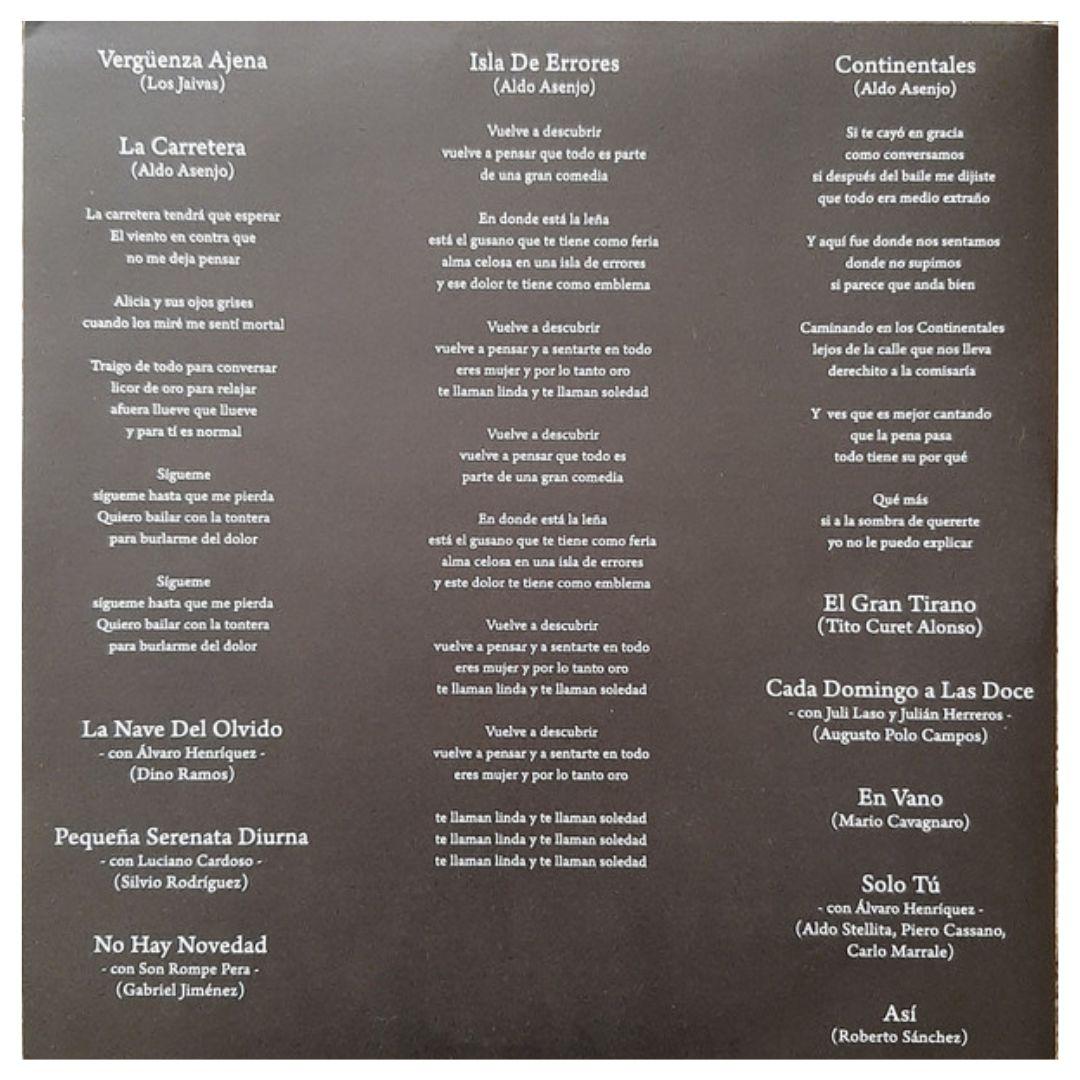 Vergüenza Ajena
(Los Jaivas)
La Carretera
(Aldo Asenjo)
La carretera tendrá que esperar
El viento en contra que
no me deja pensar
Alicia y sus ojos grises
cuando los miré me sentí mortal
Traigo de todo para conversar
licor de oro para relajar
afuera llueve que llueve
y para tí es normal
Sígueme
sígueme hasta que me pierda
Quiero bailar con la tontera
para burlarme del dolor
Sígueme
sígueme hasta que me pierda
Quiero bailar con la tontera
para burlarme del dolor
La Nave Del Olvido
- con Álvaro Henríquez -
(Dino Ramos)
Pequeña Serenata Diurna
- con Luciano Cardoso -
(Silvio Rodríguez)
No Hay Novedad
- con Son Rompe Pera -
(Gabriel Jiménez)
Isla De Errores
(Aldo Asenjo)
Vuelve a descubrir
vuelve a pensar que todo es parte
de una gran comedia
En donde está la leña
está el gusano que te tiene como feria
alma celosa en una isla de errores
y ese dolor te tiene como emblema
Vuelve a descubrir
vuelve a pensar y a sentarte en todo
eres mujer y por lo tanto oro
te llaman linda y te llaman soledad
Vuelve a descubrir
vuelve a pensar que todo es
parte de una gran comedia
En donde está la leña
está el gusano que te tiene como feria
alma celosa en una isla de errores
y este dolor te tiene como emblema
Vuelve a descubrir
vuelve a pensar y a sentarte en todo
eres mujer y por lo tanto oro
te llaman linda y te llaman soledad
Vuelve a descubrir
vuelve a pensar y a sentarte en todo
eres mujer y por lo tanto oro
te llaman linda y te llaman soledad
te llaman linda y te llaman soledad
te llaman linda y te llaman soledad
Continentales
(Aldo Asenjo)
Si te cayó en gracia
como conversamos
si después del baile me dijiste
que todo era medio extraño
Y aquí fue donde nos sentamos
donde no supimos
si parece que anda bien
Caminando en los Continentales
lejos de la calle que nos lleva
derechito a la comisaría
Y ves que es mejor cantando
que la pena pasa
todo tiene su por qué
Qué más
si a la sombra de quererte
yo no le puedo explicar
El Gran Tirano
(Tito Curet Alonso)
Cada Domingo a Las Doce
- con Juli Laso y Julián Herreros -
(Augusto Polo Campos)
En Vano
(Mario Cavagnaro)
Solo Tú
- con Álvaro Henríquez -
(Aldo Stellita, Piero Cassano,
Carlo Marrale)
Así
(Roberto Sánchez)